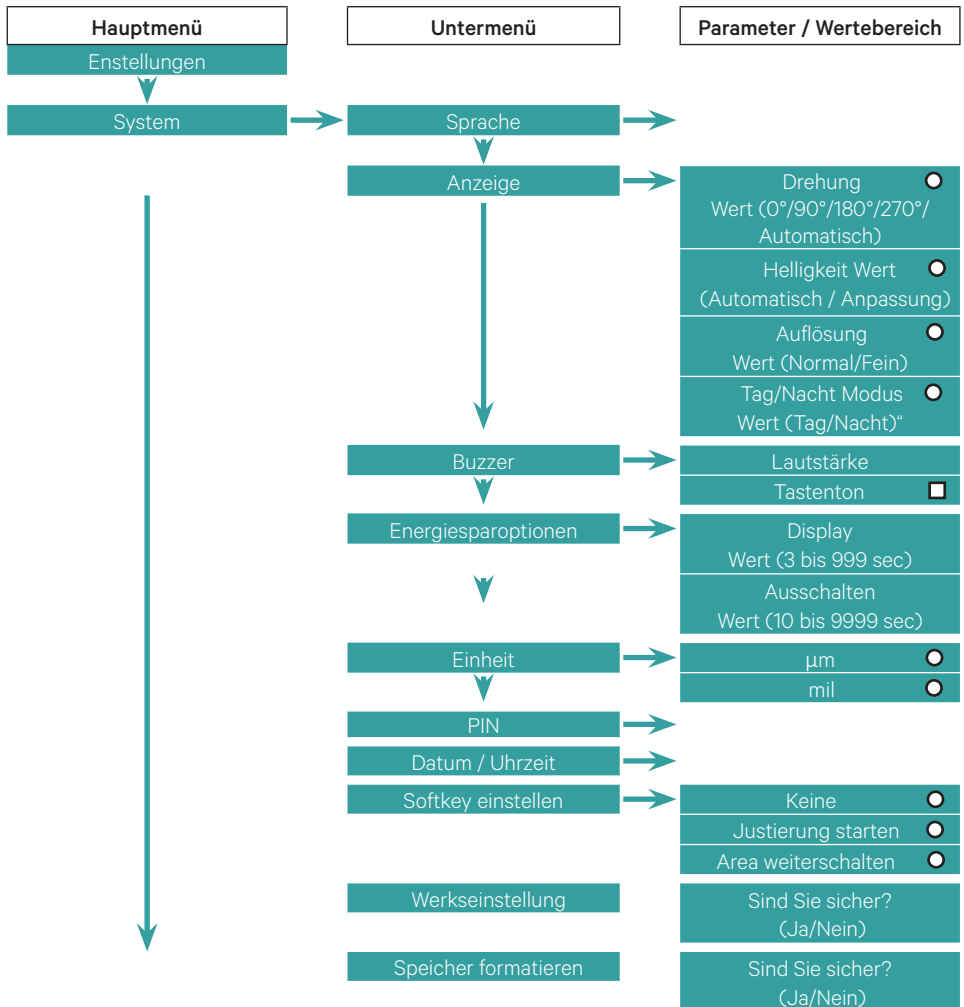 Hauptmenü
Untermenü
Parameter / Wertebereich
Enstellungen
System
Sprache
Anzeige
Drehung
Wert (0°/90°/180°/270°/
Automatisch)
Helligkeit Wert
(Automatisch / Anpassung)
Auflösung
Wert (Normal/Fein)
Tag/Nacht Modus
Wert (Tag/Nacht)“
Buzzer
Lautstärke
Tastenton
Energiesparoptionen
Display
Wert (3 bis 999 sec)
Ausschalten
Wert (10 bis 9999 sec)
Einheit
µm
mil
PIN
Datum / Uhrzeit
Softkey einstellen
Keine
Justierung starten
Area weiterschalten
Werkseinstellung
Sind Sie sicher?
(Ja/Nein)
Speicher formatieren
Sind Sie sicher?
(Ja/Nein)